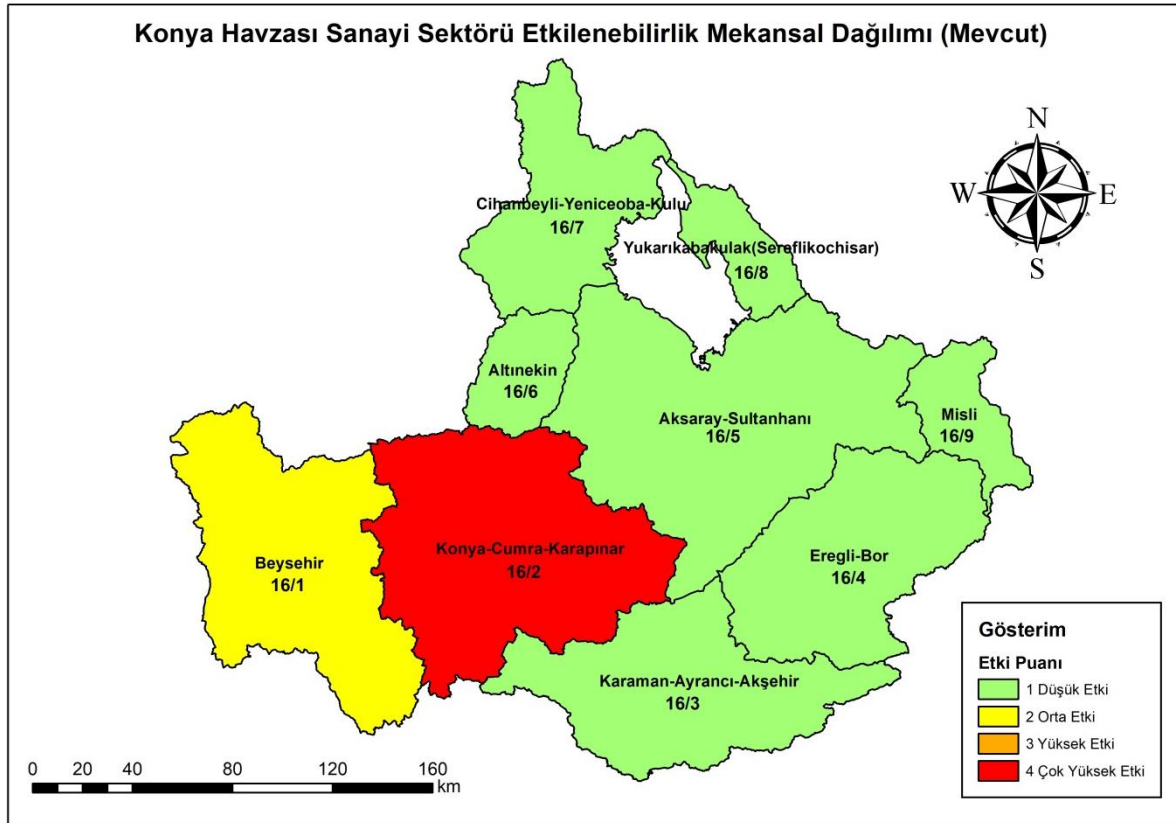 Konya Havzası Sanayi Sektörü Etkilenebilirlik Mekansal Dağılımı (Mevcut)
N
W
E
S
Cihanbeyli-Yeniceoba-Kulu
16/7
Yukarıkabakulak(Sereflikochisar)
16/8
Altınekin
16/6
Aksaray-Sultanhanı
16/5
Misli
16/9
Beysehir
16/1
Konya-Cumra-Karapınar
16/2
Eregli-Bor
16/4
Karaman-Ayrancı-Akşehir
16/3
Gösterim
Etki Puanı
1 Düşük Etki
2 Orta Etki
3 Yüksek Etki
4 Çok Yüksek Etki
0 20 40 80 120 160
km